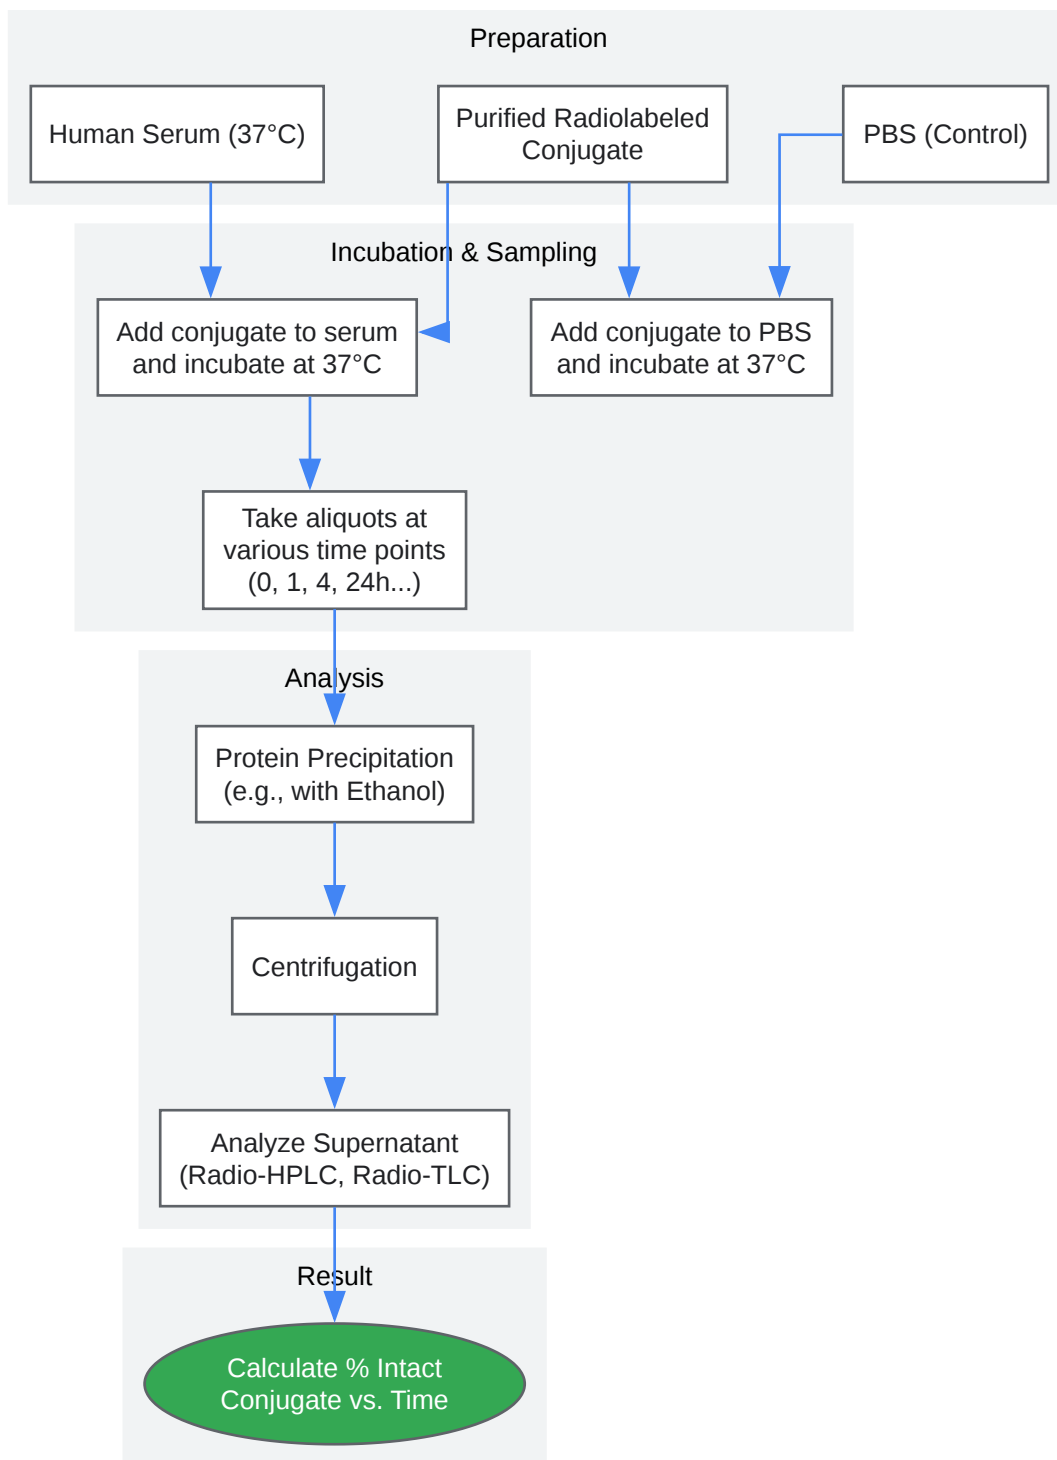 Preparation
Human Serum (37°C)
Purified Radiolabeled
Conjugate
PBS (Control)
Incubation & Sampling
Add conjugate to serum
and incubate at 37°C
Add conjugate to PBS
and incubate at 37°C
Take aliquots at
various time points
(0, 1, 4, 24h...)
Analysis
Protein Precipitation
(e.g., with Ethanol)
Centrifugation
Analyze Supernatant
(Radio-HPLC, Radio-TLC)
Result
Calculate % Intact
Conjugate vs. Time